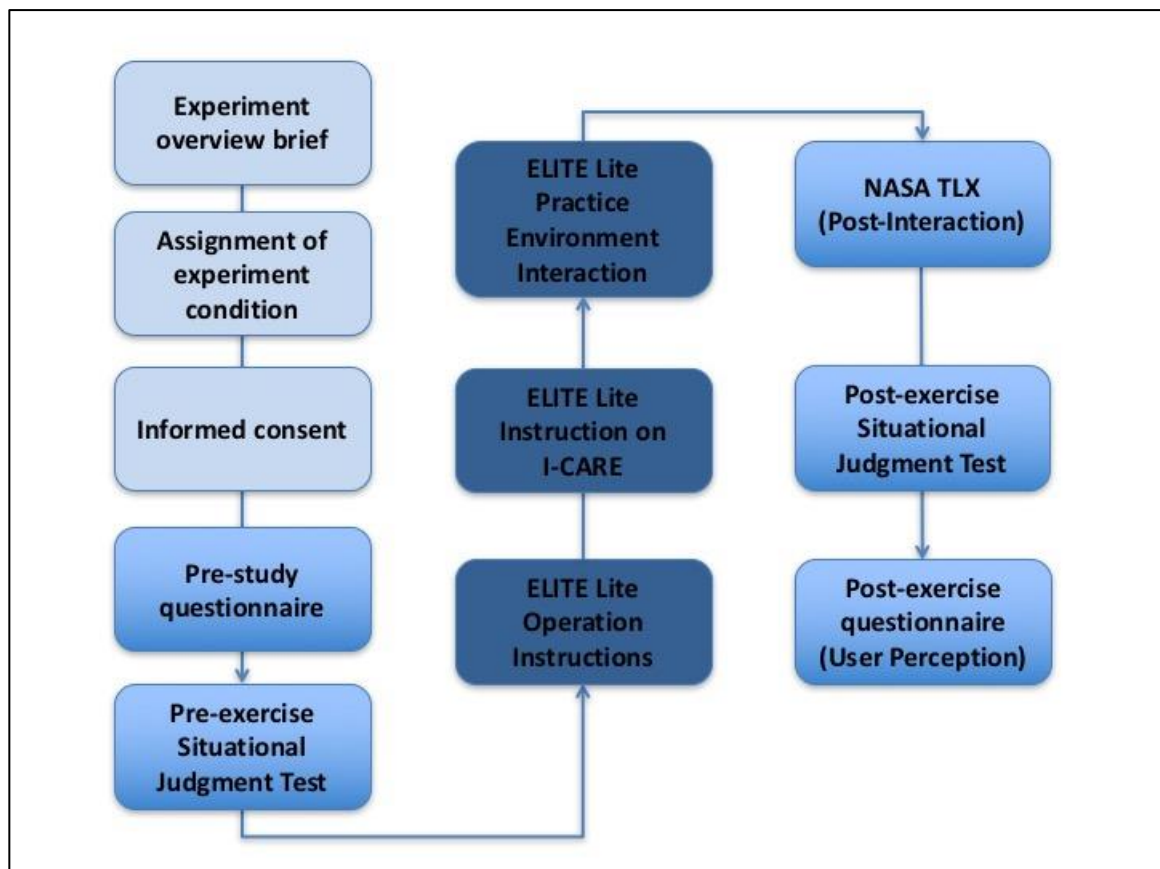 Experiment
overview brief
Assignment of
experiment
condition
Informed consent
Pre-study
questionnaire
Pre-exercise
Situational
Judgment Test
ELITE Lite
Operation
Instructions
ELITE Lite
Instruction on
I-CARE
ELITE Lite
Practice
Environment
Interaction
NASA TLX
(Post-Interaction)
Post-exercise
Situational
Judgment Test
Post-exercise
questionnaire
(User Perception)